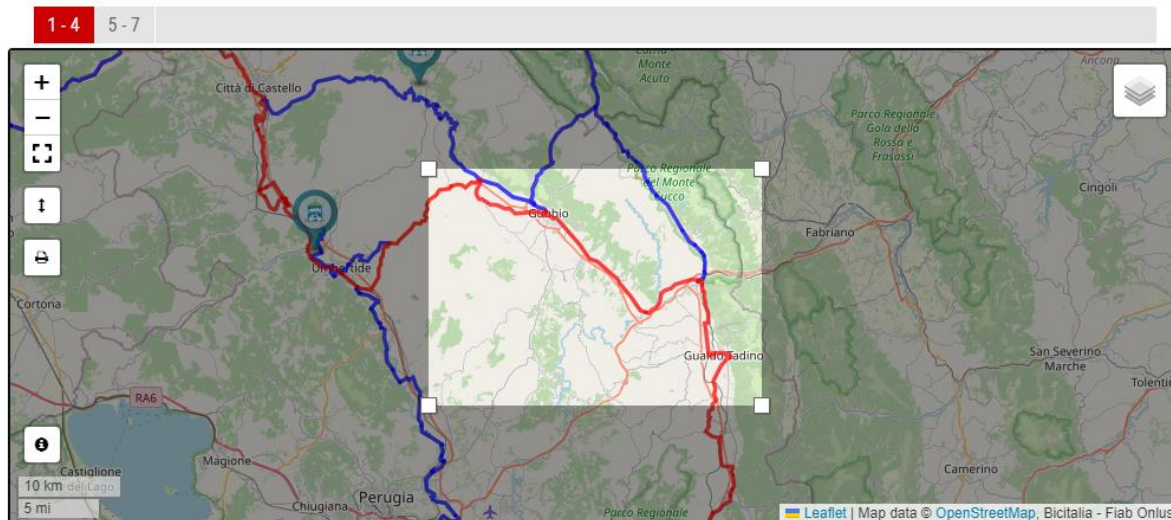 1 - 4 5 - 7
Città di Castello
Monte
Acuto
Ancona
Parco Regionale
Gola della
Rossa e
Frasassi
Parco Regionale
del Monte
Cucco
Cingoli
Gubbio
Fabriano
Umbertide
Cortona
Gualdo Tadino
San Severino
Marche
RA6
Magione
Castiglione
del Lago
10 km
5 mi
Chiugiana
Perugia
Camerino
Parco Regionale
Leaflet | Map data © OpenStreetMap, Bicitalia - Fiab Onlus